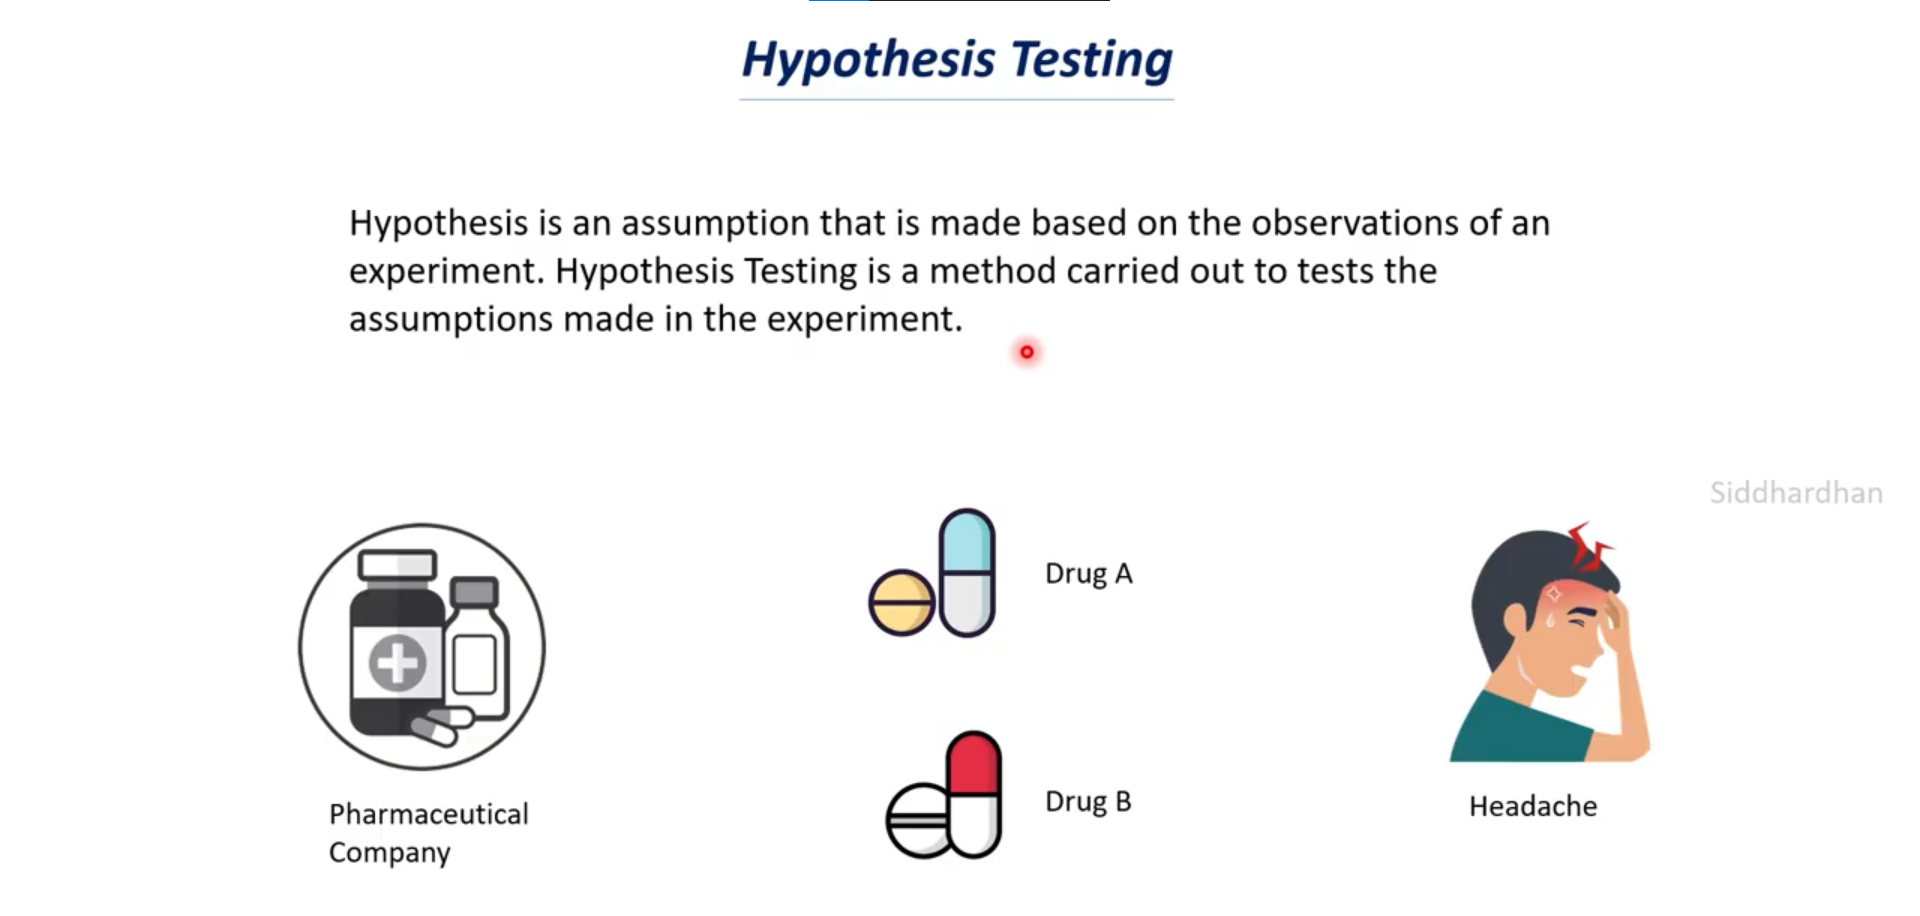 Hypothesis Testing
Hypothesis is an assumption that is made based on the observations of an
experiment. Hypothesis Testing is a method carried out to tests the
assumptions made in the experiment.
Siddhardhan
Drug A
Drug B
Pharmaceutical
Company
Headache